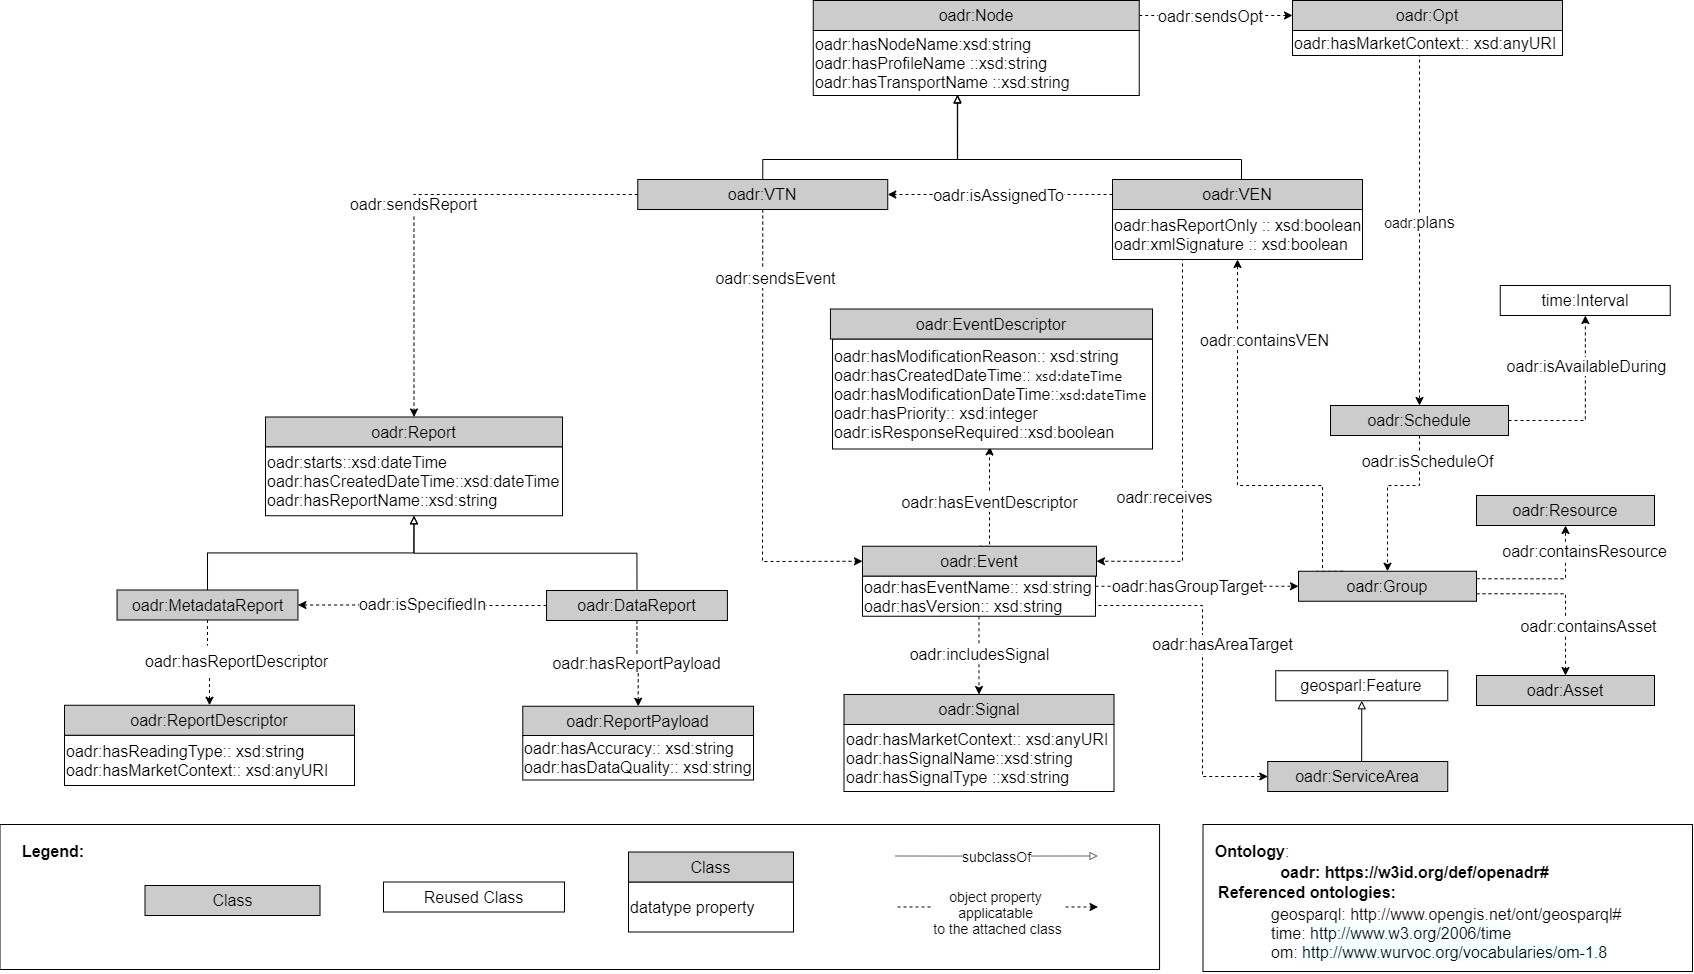 oadr:Node
oadr:hasNodeName:xsd:string
oadr:hasProfileName ::xsd:string
oadr:hasTransportName ::xsd:string
oadr:sendsOpt
oadr:Opt
oadr:hasMarketContext:: xsd:anyURI
oadr:sendsReport
oadr:VTN
oadr:isAssignedTo
oadr:VEN
oadr:hasReportOnly :: xsd:boolean
oadr:xmlSignature :: xsd:boolean
oadr:plans
oadr:sendsEvent
time:Interval
oadr:EventDescriptor
oadr:hasModificationReason:: xsd:string
oadr:hasCreatedDateTime:: xsd:dateTime
oadr:hasModificationDateTime::xsd:dateTime
oadr:hasPriority:: xsd:integer
oadr:isResponseRequired::xsd:boolean
oadr:containsVEN
oadr:isAvailableDuring
oadr:Schedule
oadr:isScheduleOf
oadr:Report
oadr:starts::xsd:dateTime
oadr:hasCreatedDateTime::xsd:dateTime
oadr:hasReportName::xsd:string
oadr:hasEventDescriptor
oadr:receives
oadr:Resource
oadr:containsResource
oadr:Event
oadr:hasEventName:: xsd:string
oadr:hasVersion:: xsd:string
oadr:hasGroupTarget
oadr:Group
oadr:MetadataReport
oadr:isSpecifiedIn
oadr:DataReport
oadr:containsAsset
oadr:hasAreaTarget
oadr:includesSignal
oadr:hasReportDescriptor
oadr:hasReportPayload
geosparl:Feature
oadr:Asset
oadr:ReportDescriptor
oadr:hasReadingType:: xsd:string
oadr:hasMarketContext:: xsd:anyURI
oadr:ReportPayload
oadr:hasAccuracy:: xsd:string
oadr:hasDataQuality:: xsd:string
oadr:Signal
oadr:hasMarketContext:: xsd:anyURI
oadr:hasSignalName::xsd:string
oadr:hasSignalType ::xsd:string
oadr:ServiceArea
Legend:
Class
Reused Class
Class
datatype property
subclassOf
object property
applicatable
to the attached class
Ontology:
oadr: https://w3id.org/def/openadr#
Referenced ontologies:
geosparql: http://www.opengis.net/ont/geosparql#
time: http://www.w3.org/2006/time
om: http://www.wurvoc.org/vocabularies/om-1.8